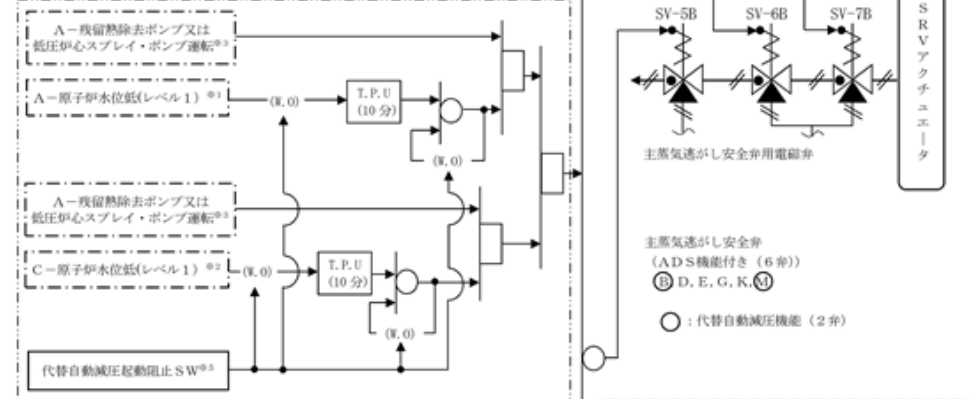 A－残留熱除去ポンプ又は
低圧炉心スプレイ・ポンプ運転※3
A－原子炉水位低(レベル１) ※1
(W.O)
T.P.U
(10 分)
(W.O)
A－残留熱除去ポンプ又は
低圧炉心スプレイ・ポンプ運転※3
C－原子炉水位低(レベル１) ※2
(W.O)
T.P.U
(10 分)
(W.O)
代替自動減圧起動阻止ＳＷ※5
SV-5B
SV-6B
SV-7B
ＳＲＶアクチュエータ
主蒸気逃がし安全弁用電磁弁
主蒸気逃がし安全弁
（ＡＤＳ機能付き（６弁））
B, D, E, G, K, M
：代替自動減圧機能（２弁）